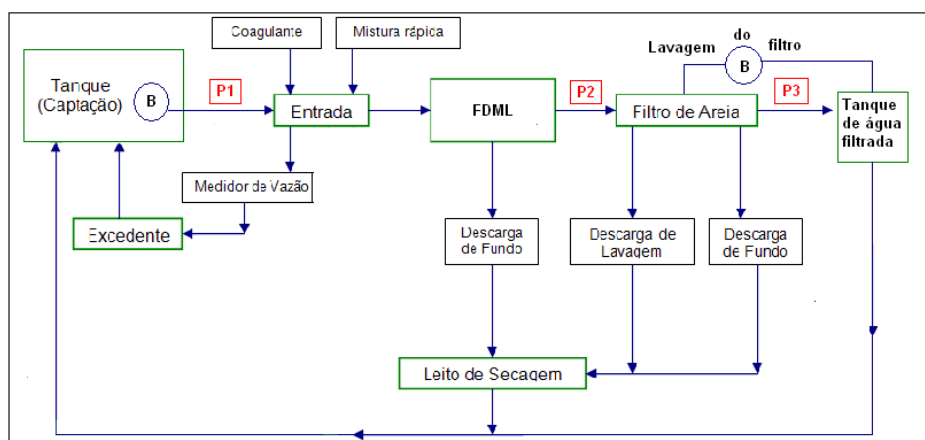 Coagulante
Mistura rápica
Lavagem
do
filtro
B
Tanque
(Captação)
B
P1
Entrada
FDML
P2
Filtro de Areia
P3
Tanque
de água
filtrada
Medidor de Vazão
Excedente
Descarga
de Fundo
Descarga de
Lavagem
Descarga
de Fundo
Leito de Secagem